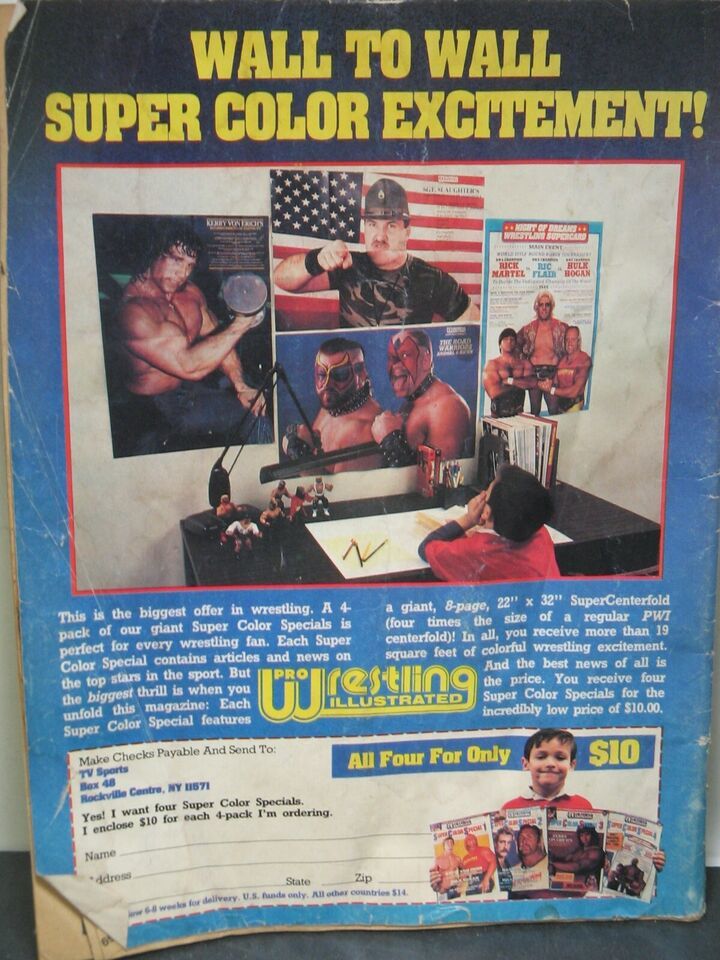 WALL TO WALL
SUPER COLOR EXCITEMENT!
KERRY VON ERICH'S
SGT. SLAUGHTER'S
THE ROAD
WARRIORS
NIGHT OF DREAMS
WRESTLING SUPERCARD
MAIN EVENT
RICK
MARTEL
vs.
RIC
FLAIR
vs.
HULK
HOGAN
This is the biggest offer in wrestling. A 4-
pack of our giant Super Color Specials is
perfect for every wrestling fan. Each Super
Color Special contains articles and news on
the top stars in the sport. But
the biggest thrill is when you
unfold this magazine: Each
Super Color Special features
a giant, 8-page, 22" x 32" SuperCenterfold
(four times the size of a regular PWI
centerfold)! In all, you receive more than 19
square feet of colorful wrestling excitement.
And the best news of all is
the price. You receive four
Super Color Specials for the
incredibly low price of $10.00.
PRO
Wrestling
ILLUSTRATED
Make Checks Payable And Send To:
TV Sports
Box 48
Rockville Centre, NY 11571
All Four For Only $10
Yes! I want four Super Color Specials.
I enclose $10 for each 4-pack I'm ordering.
Name
ddress
State Zip
ow 6-8 weeks for delivery. U.S. funds only. All other countries $14.